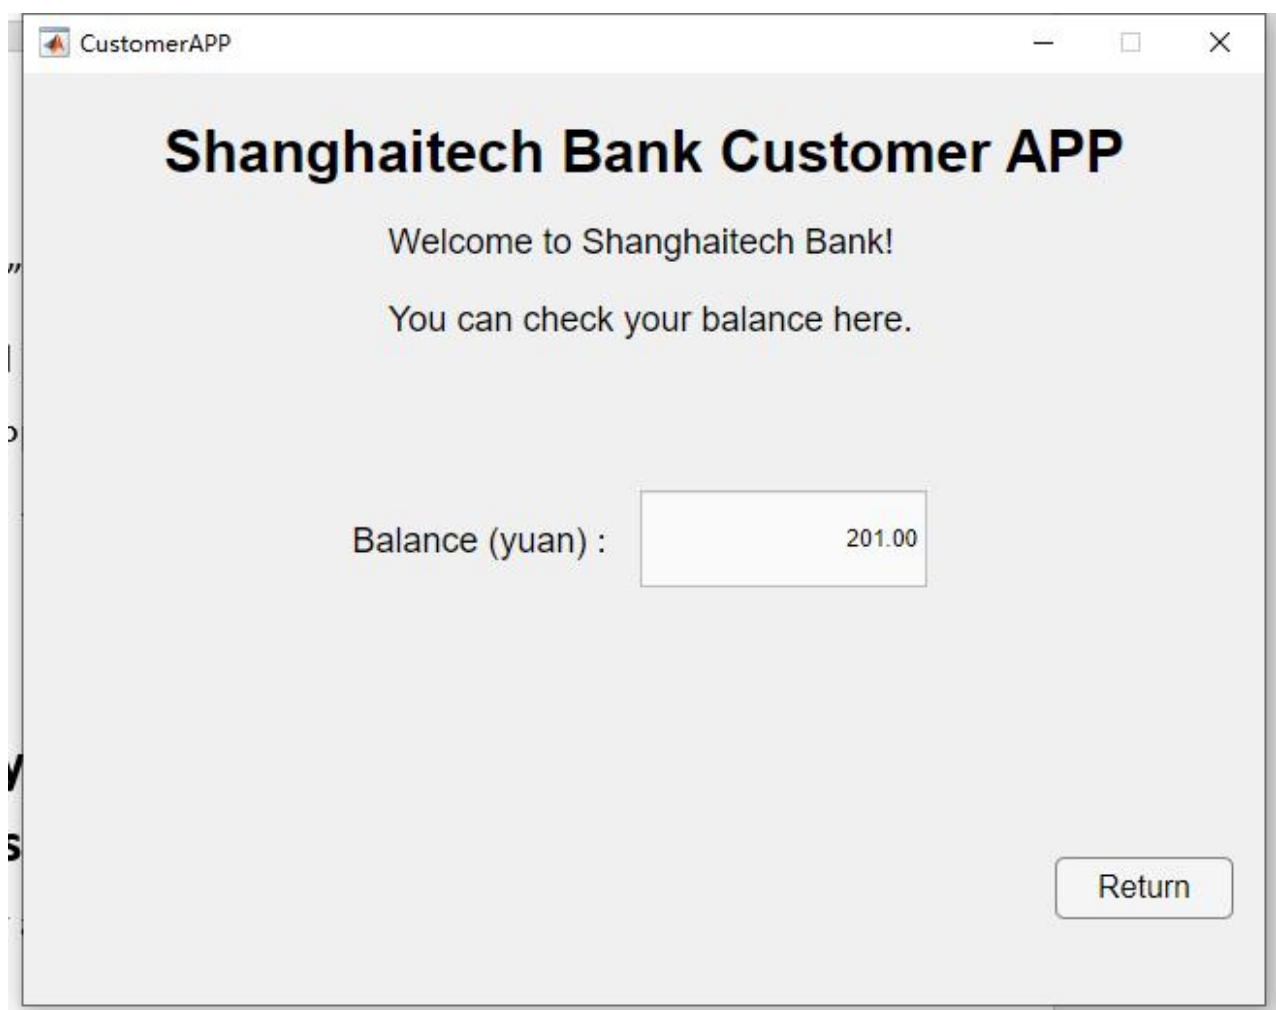 CustomerAPP
Shanghaitech Bank Customer APP
Welcome to Shanghaitech Bank!
You can check your balance here.
Balance (yuan) :
201.00
Return